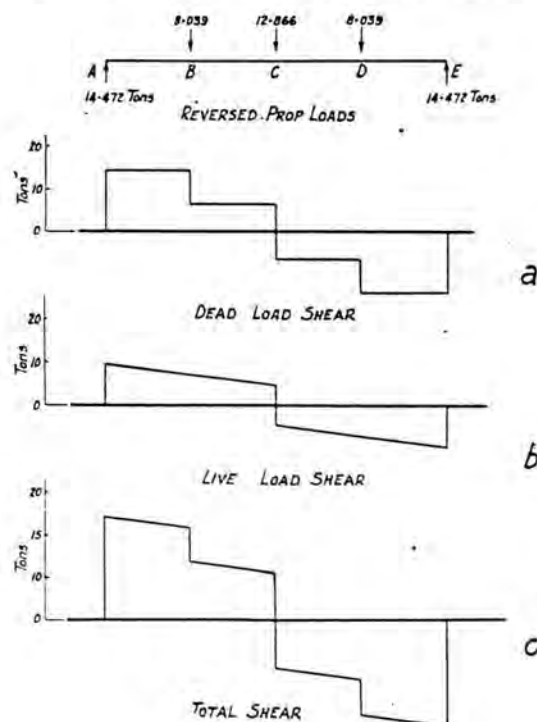 8·039 12·866 8·039
A B C D E
14·472 Tons 14·472 Tons
REVERSED PROP LOADS
20
10
0
Tons
a
DEAD LOAD SHEAR
20
10
0
Tons
b
LIVE LOAD SHEAR
20
15
10
0
Tons
c
TOTAL SHEAR